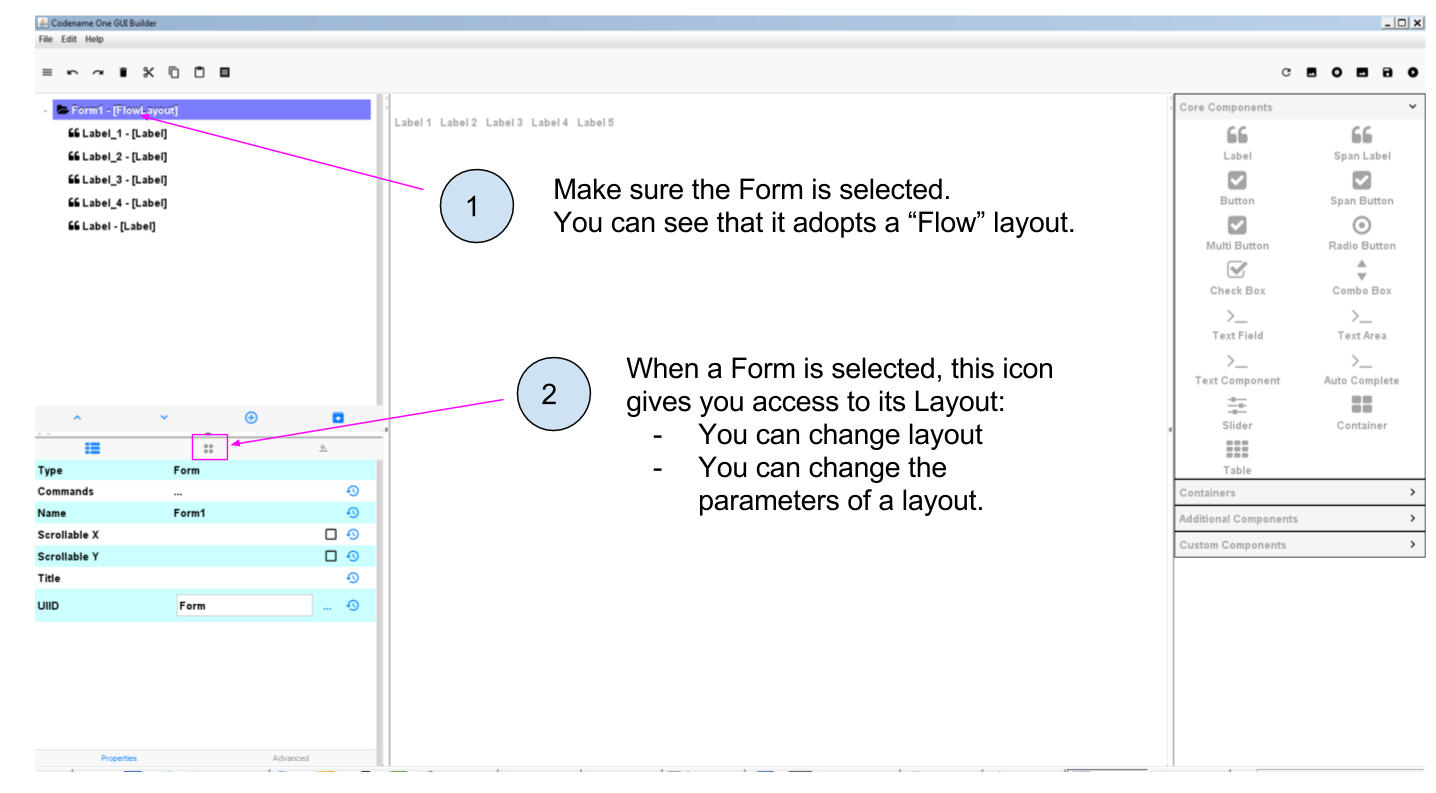 Codename One GUI Builder
File Edit Help
Form1 - [FlowLayout]
Label_1 - [Label]
Label_2 - [Label]
Label_3 - [Label]
Label_4 - [Label]
Label - [Label]
Label 1 Label 2 Label 3 Label 4 Label 5
1
Make sure the Form is selected.
You can see that it adopts a “Flow” layout.
2
When a Form is selected, this icon
gives you access to its Layout:
- You can change layout
- You can change the
parameters of a layout.
Type Form
Commands ...
Name Form1
Scrollable X
Scrollable Y
Title
UIID Form ...
Properties Advanced
Core Components
Label Span Label
Button Span Button
Multi Button Radio Button
Check Box Combo Box
Text Field Text Area
Text Component Auto Complete
Slider Container
Table
Containers
Additional Components
Custom Components